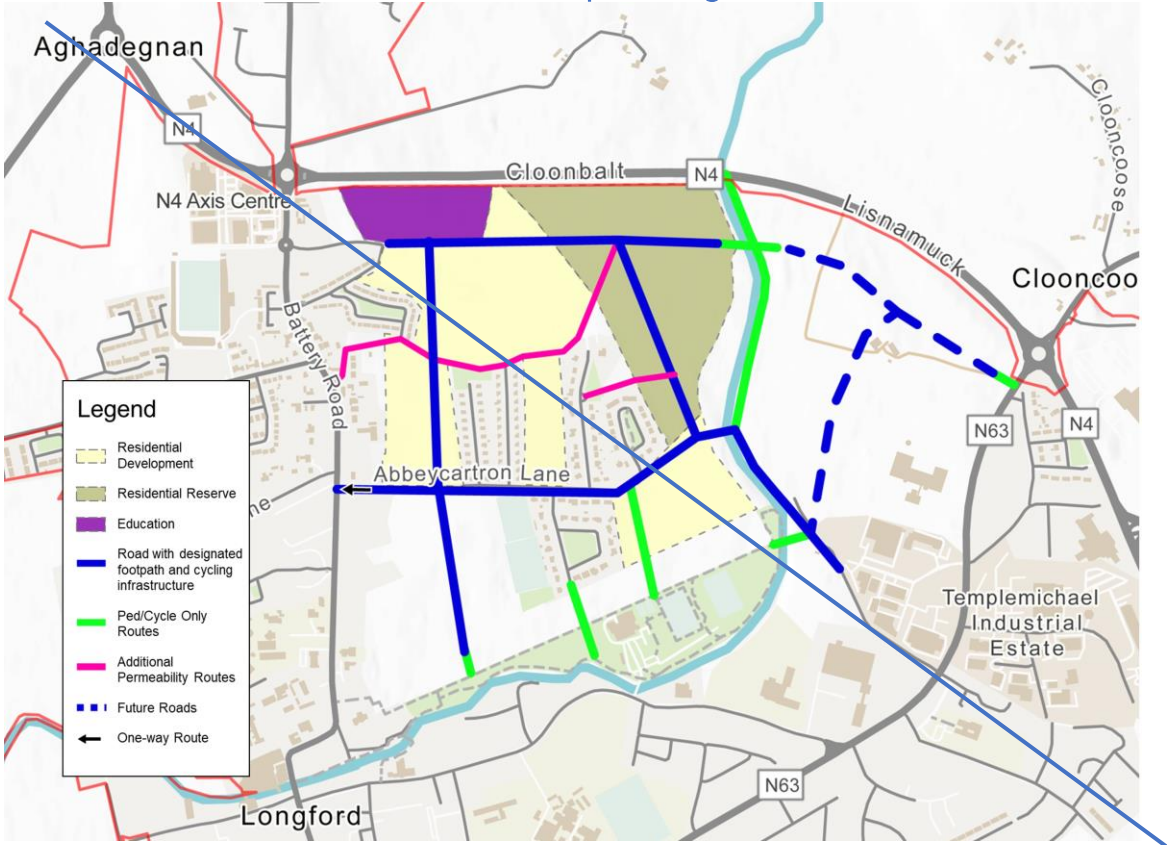 Aghadegnan
N4
Cloonbalt
N4
N4 Axis Centre
Lisnamuck
Clooncoose
Clooncoo
Battery Road
N63
N4
Abbeycartron Lane
ne
Templemichael
Industrial
Estate
N63
Longford
Legend
Residential
Development
Residential Reserve
Education
Road with designated
footpath and cycling
infrastructure
Ped/Cycle Only
Routes
Additional
Permeability Routes
Future Roads
One-way Route